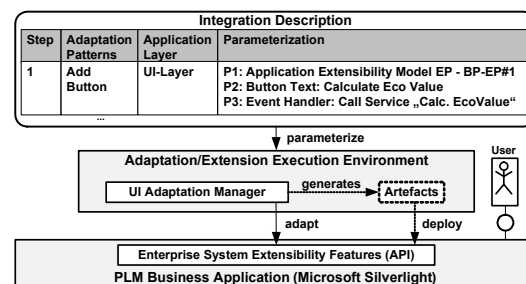 Integration Description
Step Adaptation Patterns Application Layer Parameterization
1 Add Button UI-Layer P1: Application Extensibility Model EP - BP-EP#1
P2: Button Text: Calculate Eco Value
P3: Event Handler: Call Service „Calc. EcoValue“
...
parameterize
User
Adaptation/Extension Execution Environment
UI Adaptation Manager generates Artefacts
adapt deploy
Enterprise System Extensibility Features (API)
PLM Business Application (Microsoft Silverlight)